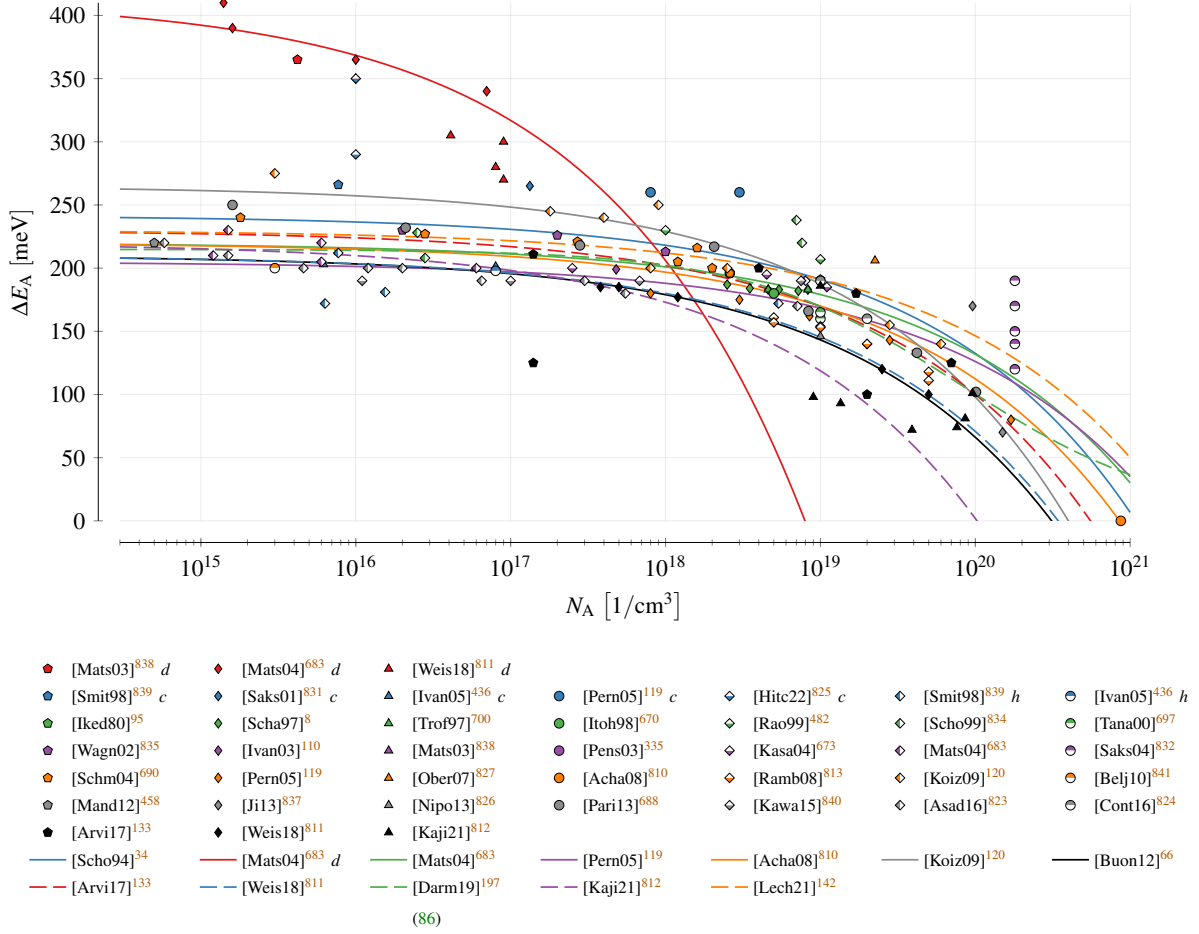 400
350
300
250
200
150
100
50
0
ΔE_A [meV]
10^15 10^16 10^17 10^18 10^19 10^20 10^21
N_A [1/cm^3]
[Mats03]^838 d [Mats04]^683 d [Weis18]^811 d
[Smit98]^839 c [Saks01]^831 c [Ivan05]^436 c [Pern05]^119 c [Hitc22]^825 c [Smit98]^839 h [Ivan05]^436 h
[Iked80]^95 [Scha97]^8 [Trof97]^700 [Itoh98]^670 [Rao99]^482 [Scho99]^834 [Tana00]^697
[Wagn02]^835 [Ivan03]^110 [Mats03]^838 [Pens03]^335 [Kasa04]^673 [Mats04]^683 [Saks04]^832
[Schm04]^690 [Pern05]^119 [Ober07]^827 [Acha08]^810 [Ramb08]^813 [Koiz09]^120 [Belj10]^841
[Mand12]^458 [Ji13]^837 [Nipo13]^826 [Pari13]^688 [Kawa15]^840 [Asad16]^823 [Cont16]^824
[Arvi17]^133 [Weis18]^811 [Kaji21]^812
[Scho94]^34 [Mats04]^683 d [Mats04]^683 [Pern05]^119 [Acha08]^810 [Koiz09]^120 [Buon12]^66
[Arvi17]^133 [Weis18]^811 [Darm19]^197 [Kaji21]^812 [Lech21]^142
(86)